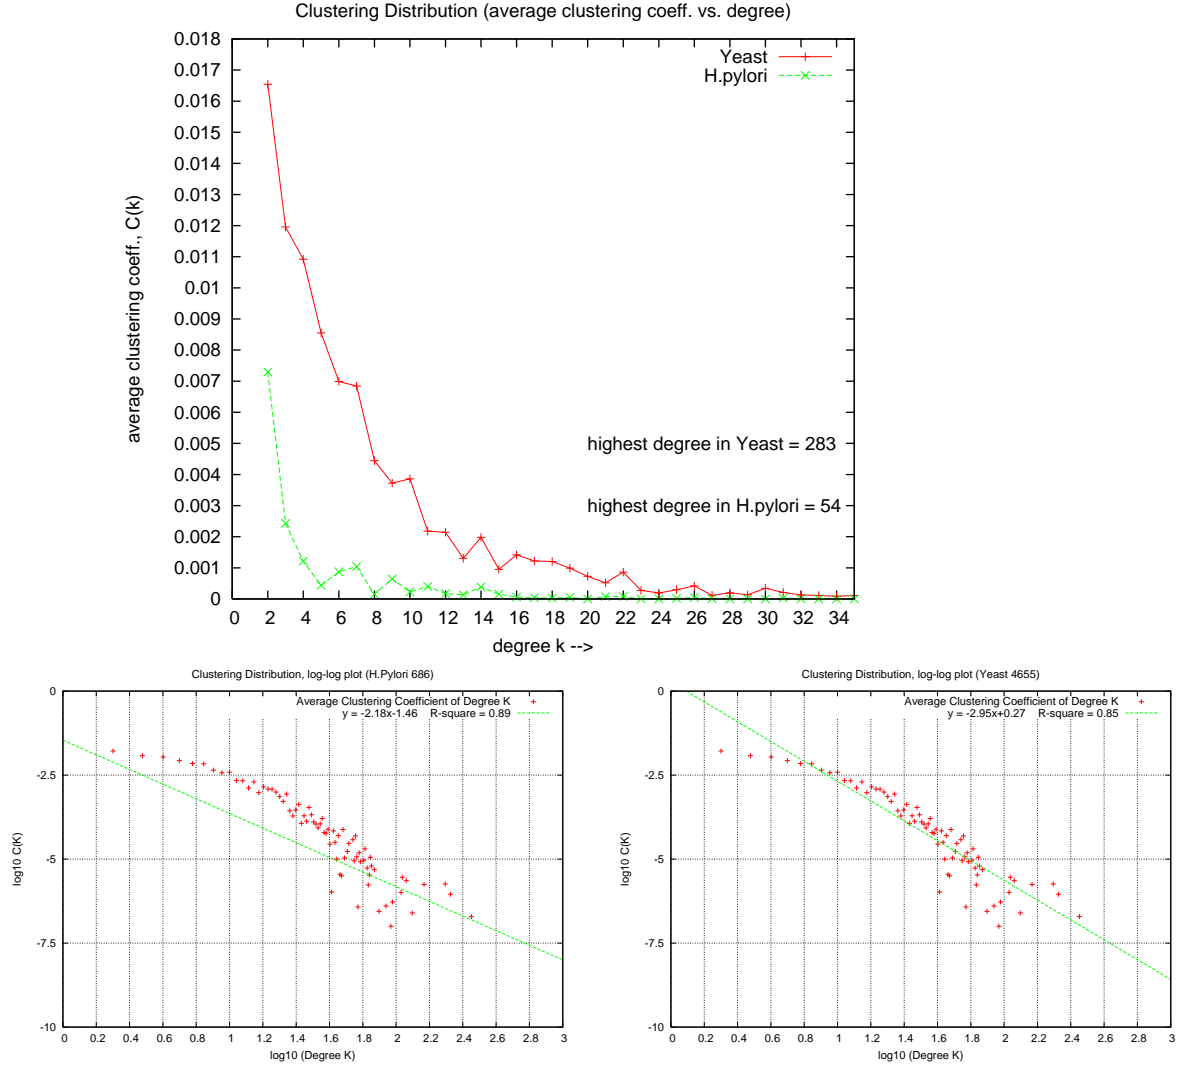 Clustering Distribution (average clustering coeff. vs. degree)
0.018
0.017
0.016
0.015
0.014
0.013
0.012
0.011
0.01
0.009
0.008
0.007
0.006
0.005
0.004
0.003
0.002
0.001
0
average clustering coeff., C(k)
Yeast
H.pylori
highest degree in Yeast = 283
highest degree in H.pylori = 54
0 2 4 6 8 10 12 14 16 18 20 22 24 26 28 30 32 34
degree k -->
Clustering Distribution, log-log plot (H.Pylori 686)
Average Clustering Coefficient of Degree K
y = -2.18x-1.46 R-square = 0.89
0
-2.5
-5
-7.5
-10
log10 C(K)
0 0.2 0.4 0.6 0.8 1 1.2 1.4 1.6 1.8 2 2.2 2.4 2.6 2.8 3
log10 (Degree K)
Clustering Distribution, log-log plot (Yeast 4655)
Average Clustering Coefficient of Degree K
y = -2.95x+0.27 R-square = 0.85
0
-2.5
-5
-7.5
-10
log10 C(K)
0 0.2 0.4 0.6 0.8 1 1.2 1.4 1.6 1.8 2 2.2 2.4 2.6 2.8 3
log10 (Degree K)